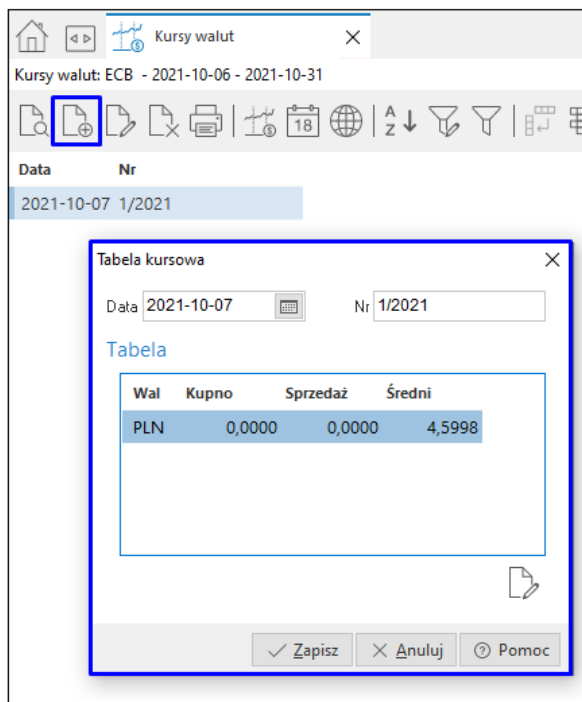 Kursy walut
Kursy walut: ECB - 2021-10-06 - 2021-10-31
18 A Z
Data Nr
2021-10-07 1/2021
Tabela kursowa
Data 2021-10-07 Nr 1/2021
Tabela
Wal Kupno Sprzedaż Średni
PLN 0,0000 0,0000 4,5998
Zapisz Anuluj Pomoc